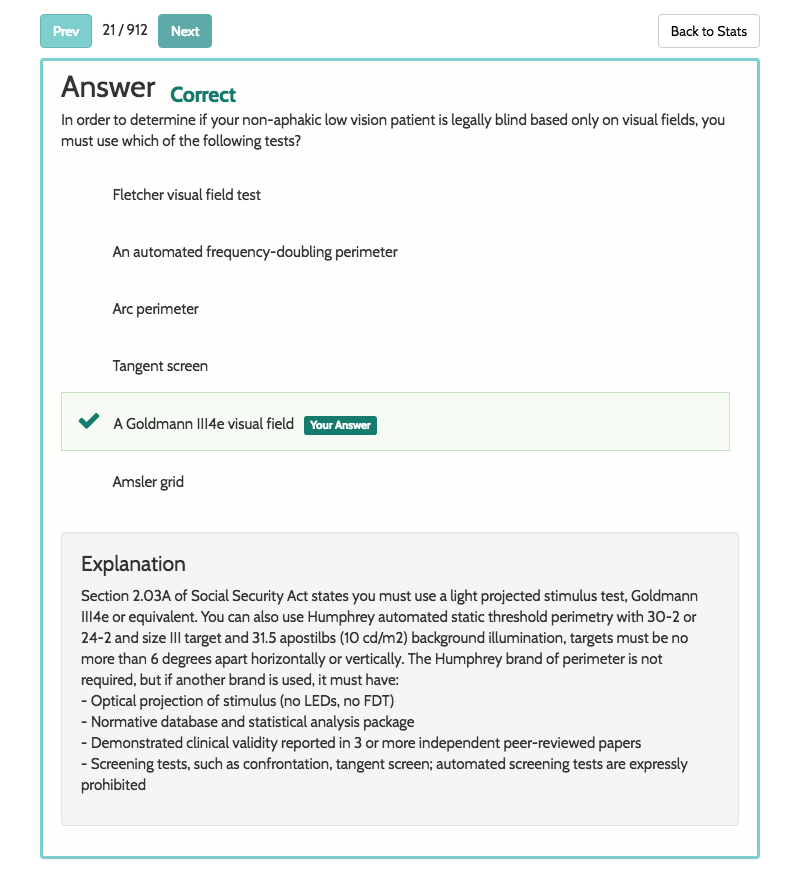 Prev 21 / 912 Next Back to Stats
Answer Correct
In order to determine if your non-aphakic low vision patient is legally blind based only on visual fields, you
must use which of the following tests?
Fletcher visual field test
An automated frequency-doubling perimeter
Arc perimeter
Tangent screen
A Goldmann III4e visual field Your Answer
Amsler grid
Explanation
Section 2.03A of Social Security Act states you must use a light projected stimulus test, Goldmann
III4e or equivalent. You can also use Humphrey automated static threshold perimetry with 30-2 or
24-2 and size III target and 31.5 apostilbs (10 cd/m2) background illumination, targets must be no
more than 6 degrees apart horizontally or vertically. The Humphrey brand of perimeter is not
required, but if another brand is used, it must have:
- Optical projection of stimulus (no LEDs, no FDT)
- Normative database and statistical analysis package
- Demonstrated clinical validity reported in 3 or more independent peer-reviewed papers
- Screening tests, such as confrontation, tangent screen; automated screening tests are expressly
prohibited